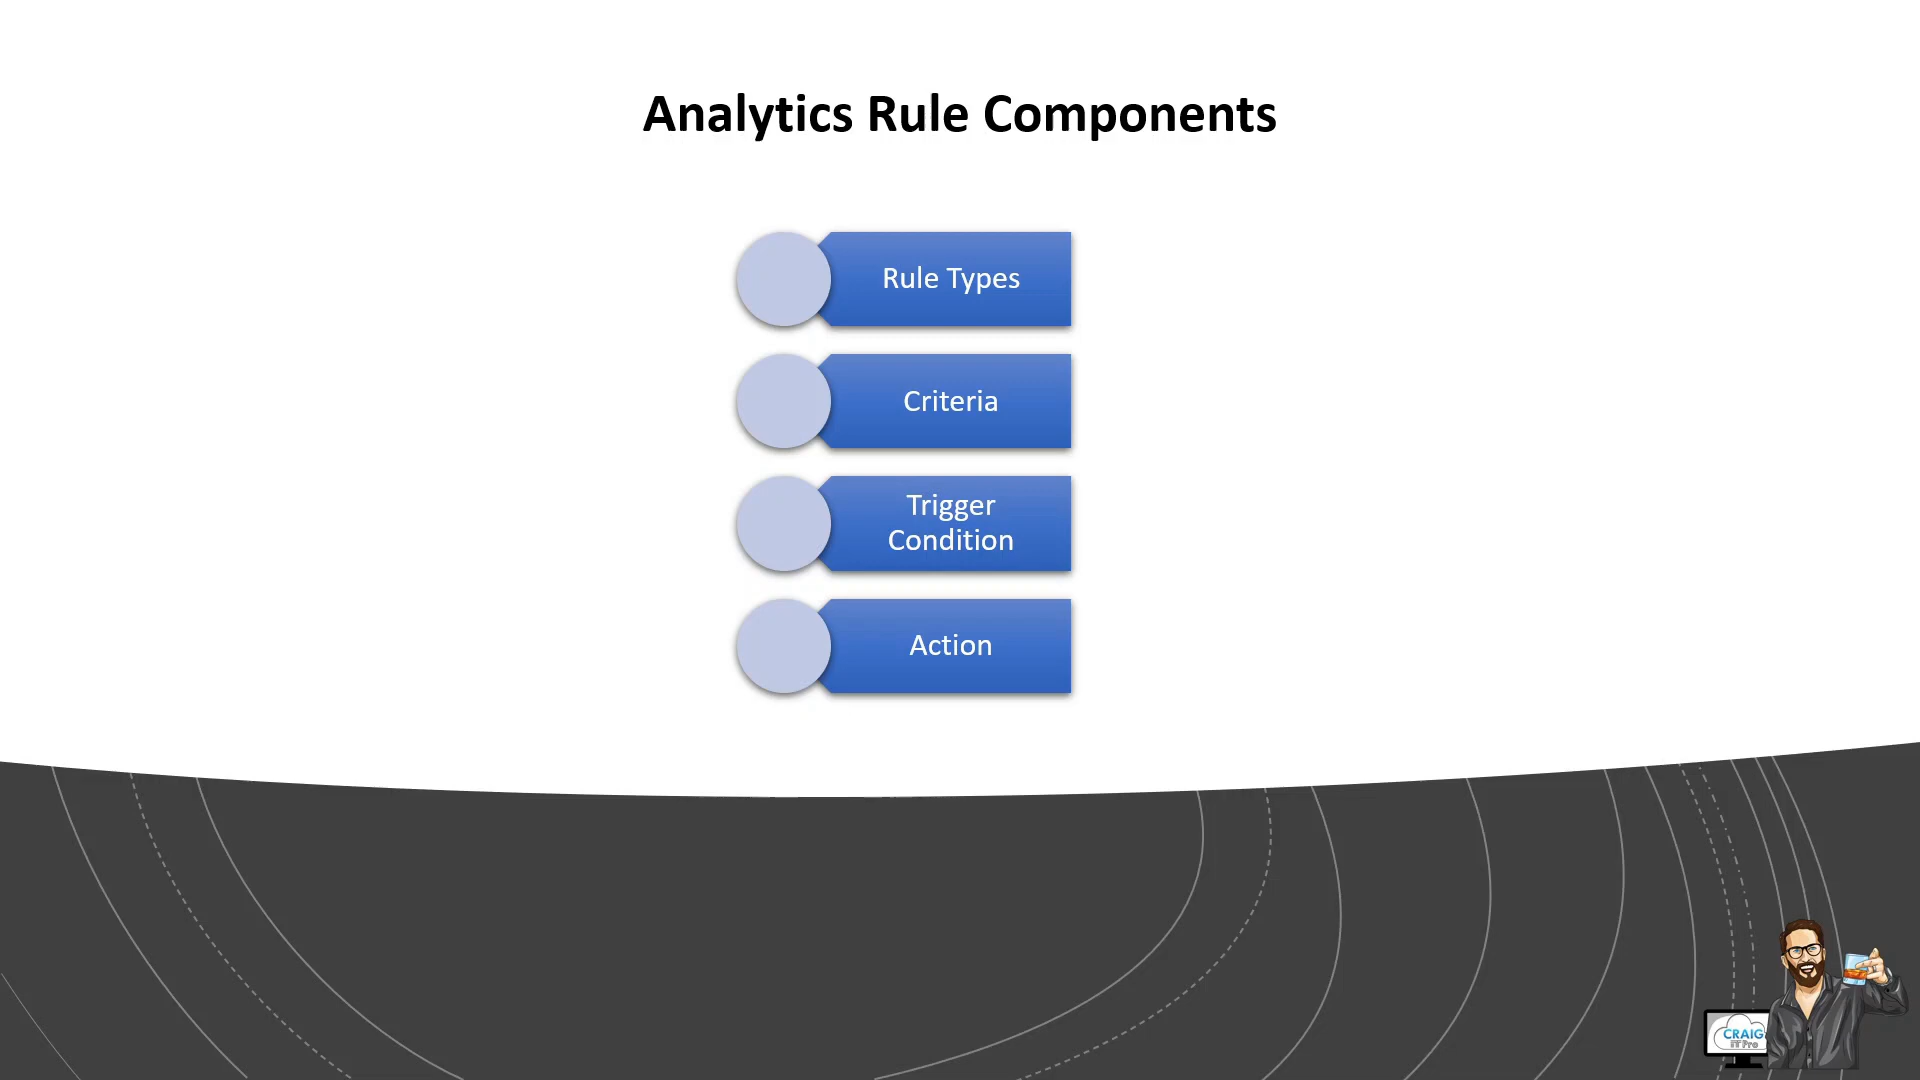 Analytics Rule Components
Rule Types
Criteria
Trigger
Condition
Action
CRAIG
IT Pro